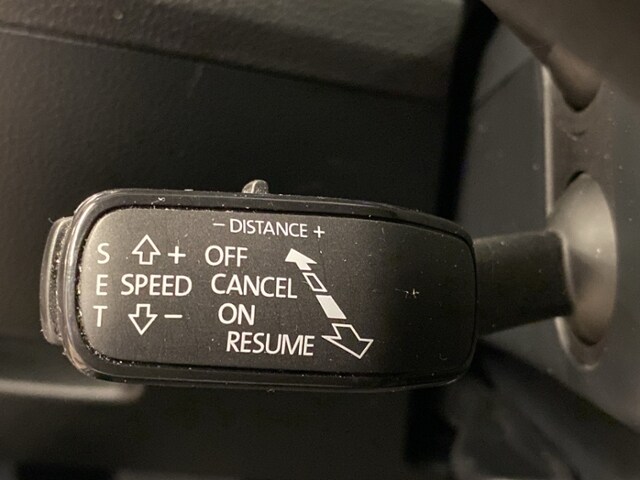 - DISTANCE +
S + OFF
E SPEED CANCEL
T - ON
RESUME